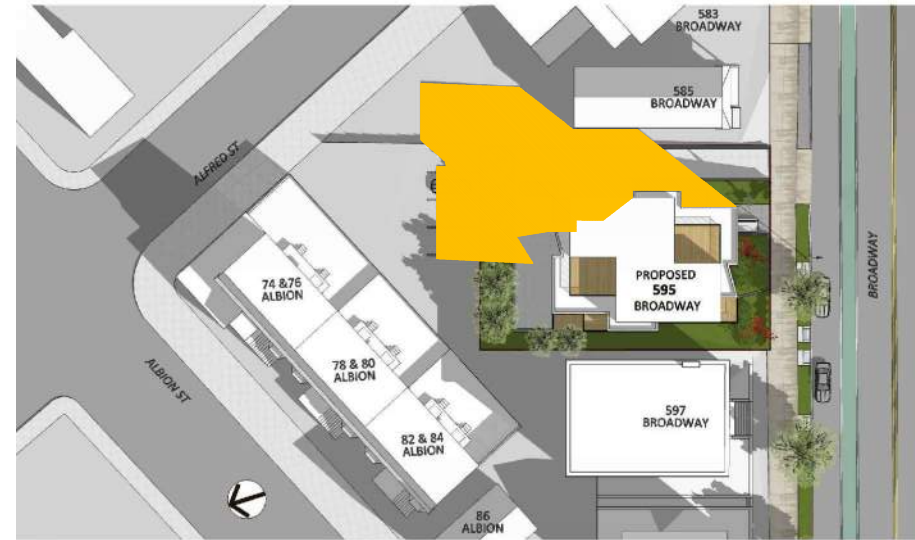 583
BROADWAY
585
BROADWAY
ALFRED ST
74 &76
ALBION
PROPOSED
595
BROADWAY
BROADWAY
78 & 80
ALBION
ALBION ST
597
BROADWAY
82 & 84
ALBION
86
ALBION